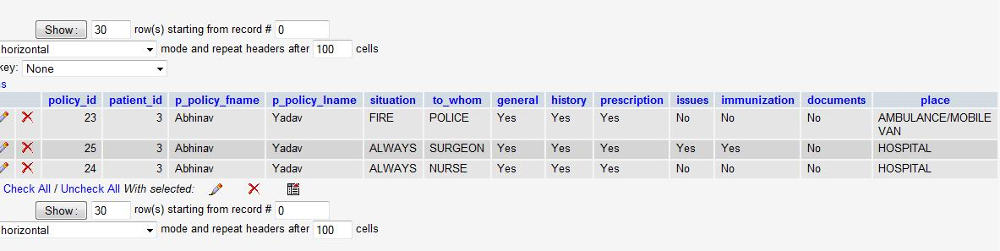 Show : 30 row(s) starting from record # 0
horizontal mode and repeat headers after 100 cells
key: None
s
policy_id patient_id p_policy_fname p_policy_lname situation to_whom general history prescription issues immunization documents place
23 3 Abhinav Yadav FIRE POLICE Yes Yes Yes No No No AMBULANCE/MOBILE
VAN
25 3 Abhinav Yadav ALWAYS SURGEON Yes Yes Yes Yes Yes No HOSPITAL
24 3 Abhinav Yadav ALWAYS NURSE Yes Yes Yes No No No HOSPITAL
Check All / Uncheck All With selected:
Show : 30 row(s) starting from record # 0
horizontal mode and repeat headers after 100 cells